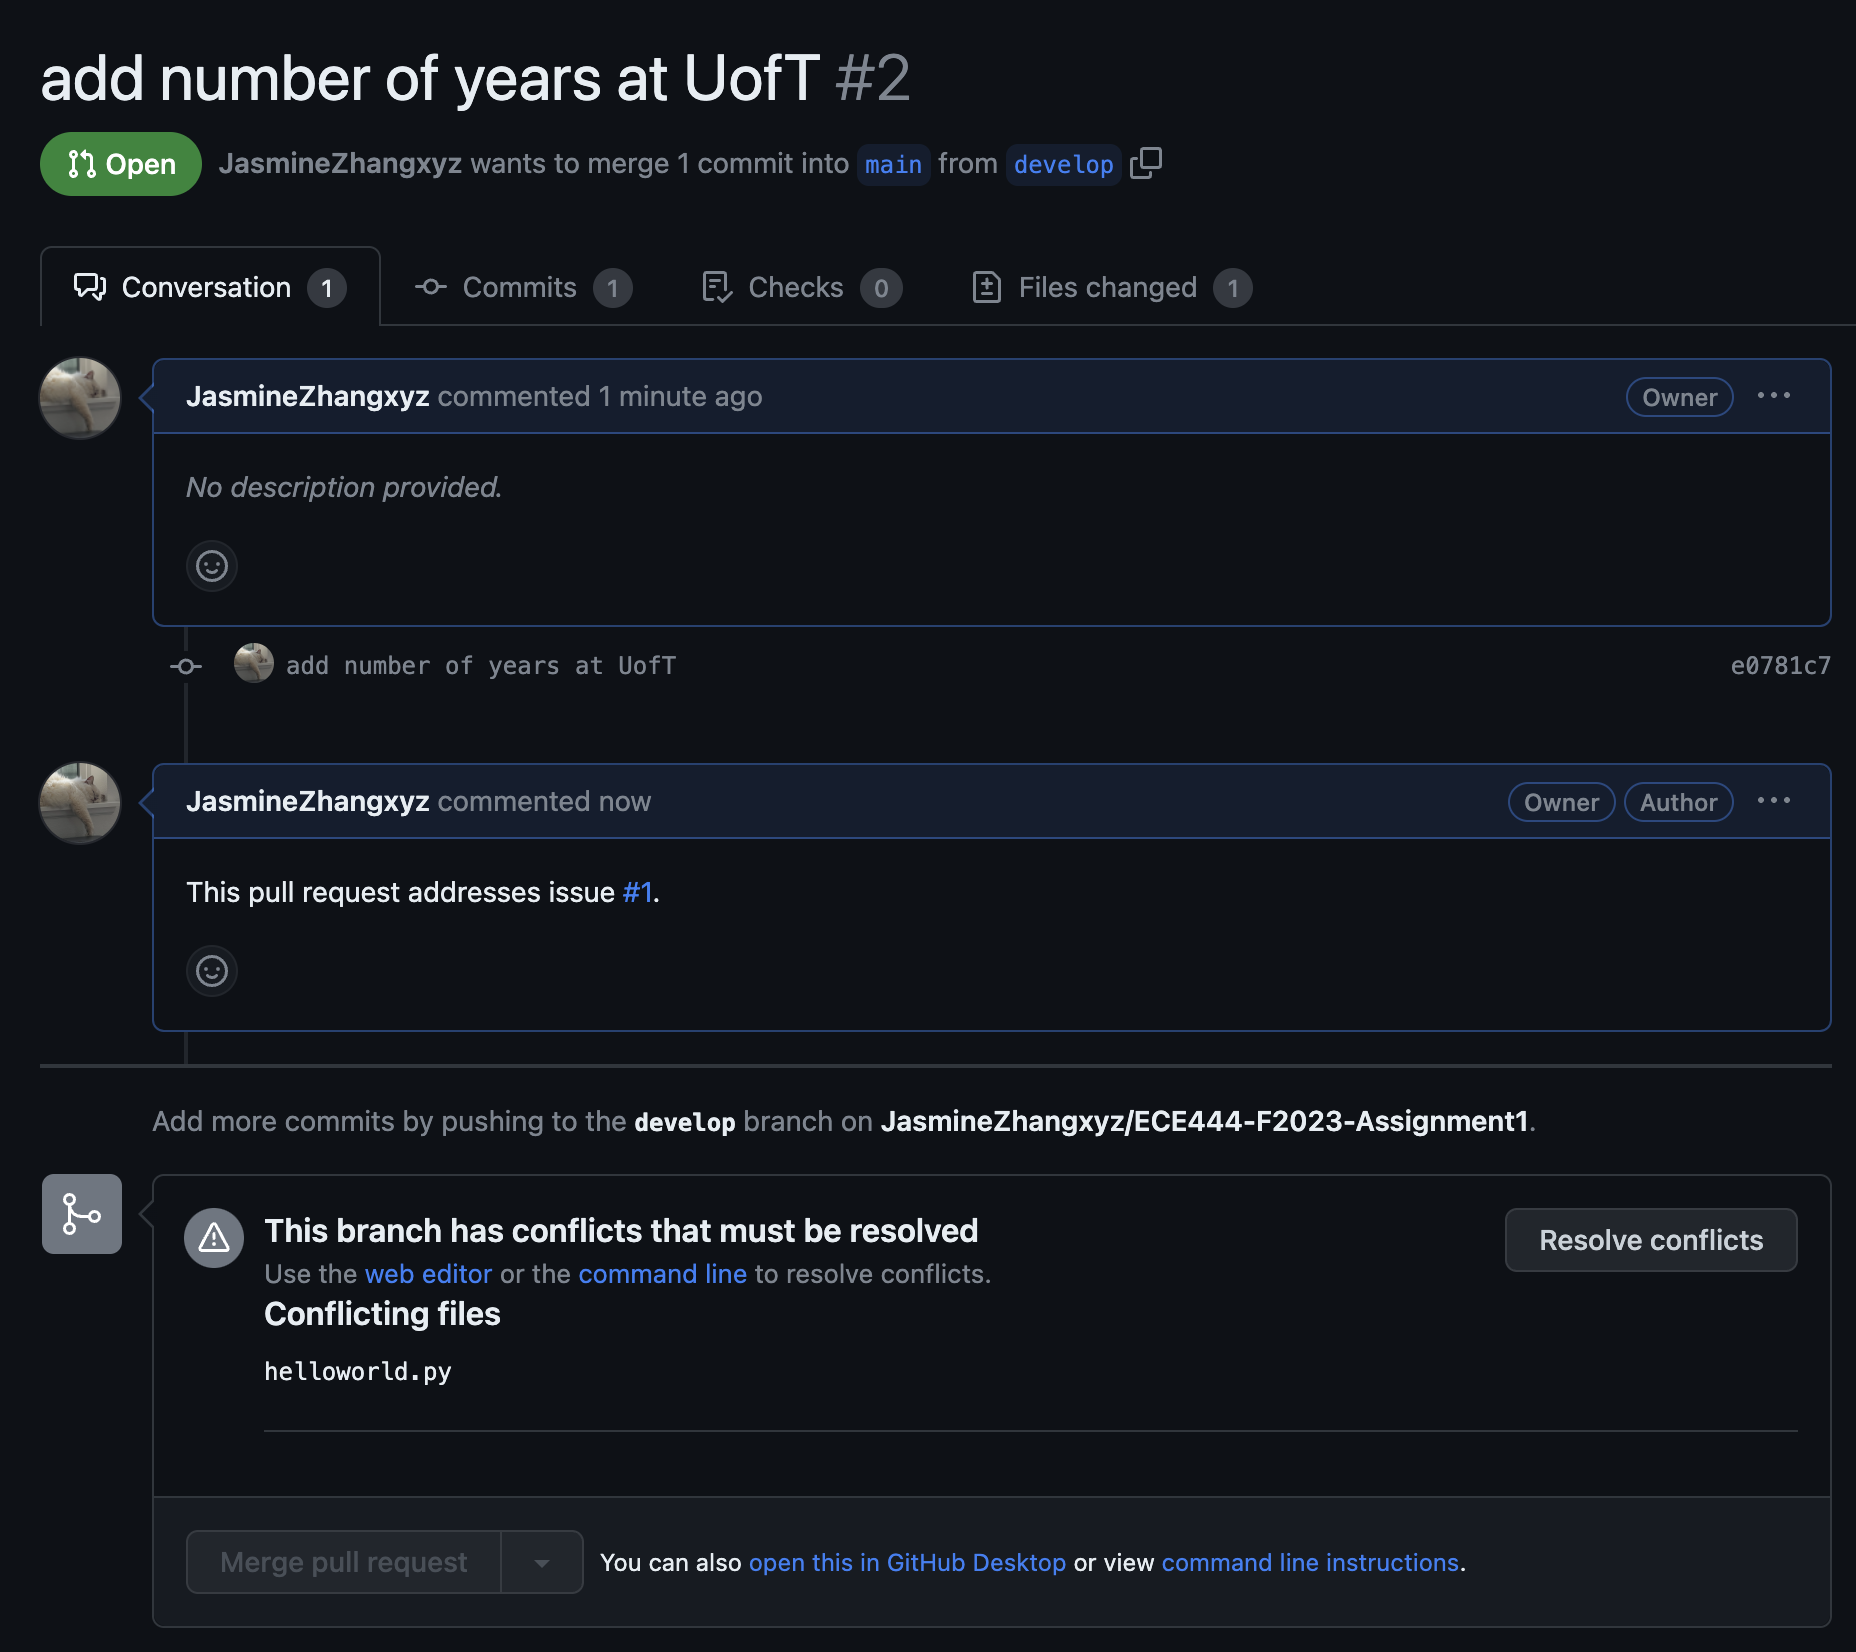 add number of years at UofT #2
Open JasmineZhangxyz wants to merge 1 commit into main from develop
Conversation 1 Commits 1 Checks 0 Files changed 1
JasmineZhangxyz commented 1 minute ago Owner
No description provided.
add number of years at UofT e0781c7
JasmineZhangxyz commented now Owner Author
This pull request addresses issue #1.
Add more commits by pushing to the develop branch on JasmineZhangxyz/ECE444-F2023-Assignment1.
This branch has conflicts that must be resolved Resolve conflicts
Use the web editor or the command line to resolve conflicts.
Conflicting files
helloworld.py
Merge pull request You can also open this in GitHub Desktop or view command line instructions.